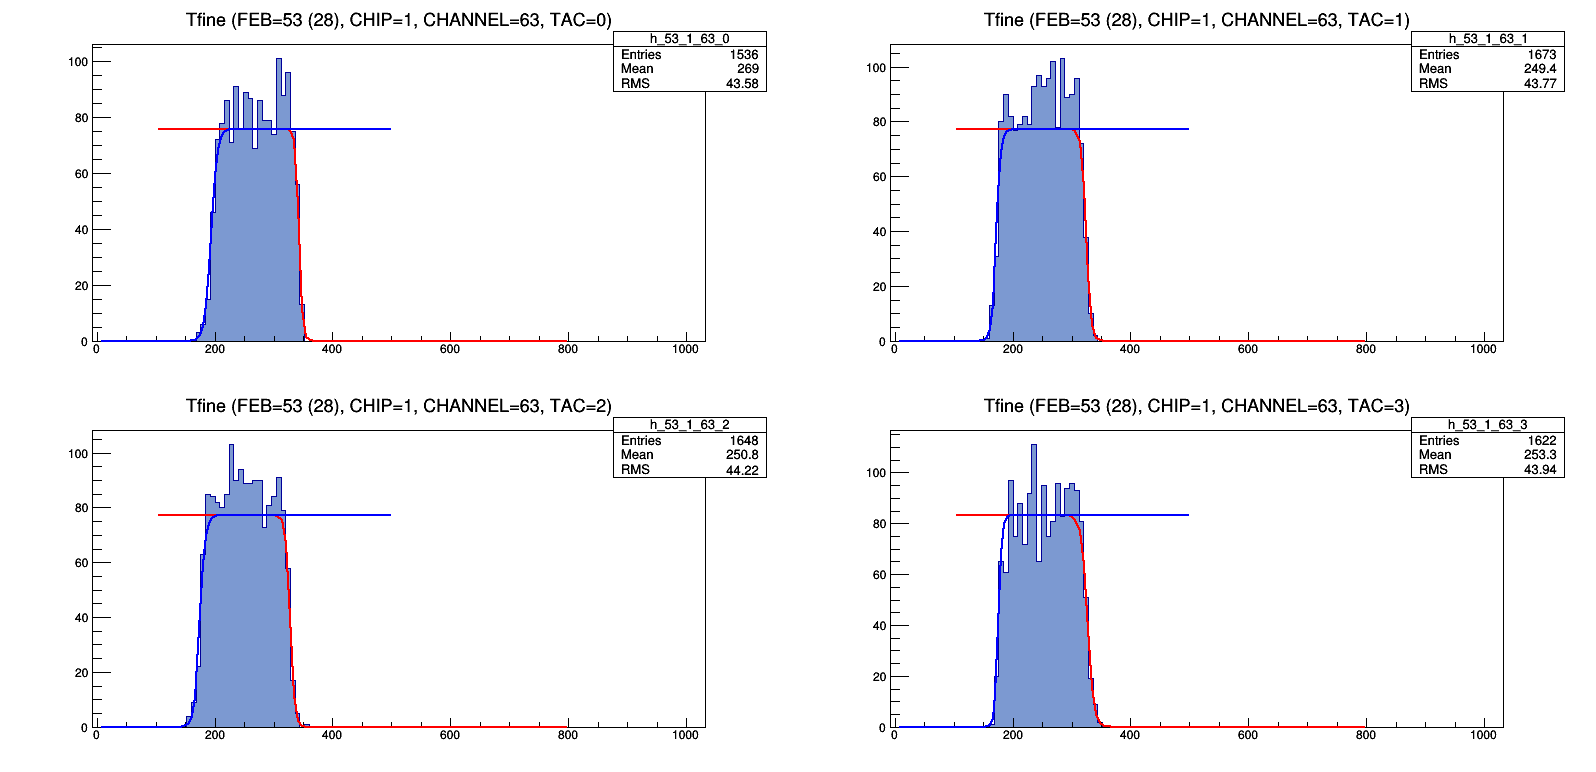 Tfine (FEB=53 (28), CHIP=1, CHANNEL=63, TAC=0)
h_53_1_63_0
Entries 1536
Mean 269
RMS 43.58
100
80
60
40
20
0
0 200 400 600 800 1000
Tfine (FEB=53 (28), CHIP=1, CHANNEL=63, TAC=1)
h_53_1_63_1
Entries 1673
Mean 249.4
RMS 43.77
100
80
60
40
20
0
0 200 400 600 800 1000
Tfine (FEB=53 (28), CHIP=1, CHANNEL=63, TAC=2)
h_53_1_63_2
Entries 1648
Mean 250.8
RMS 44.22
100
80
60
40
20
0
0 200 400 600 800 1000
Tfine (FEB=53 (28), CHIP=1, CHANNEL=63, TAC=3)
h_53_1_63_3
Entries 1622
Mean 253.3
RMS 43.94
100
80
60
40
20
0
0 200 400 600 800 1000